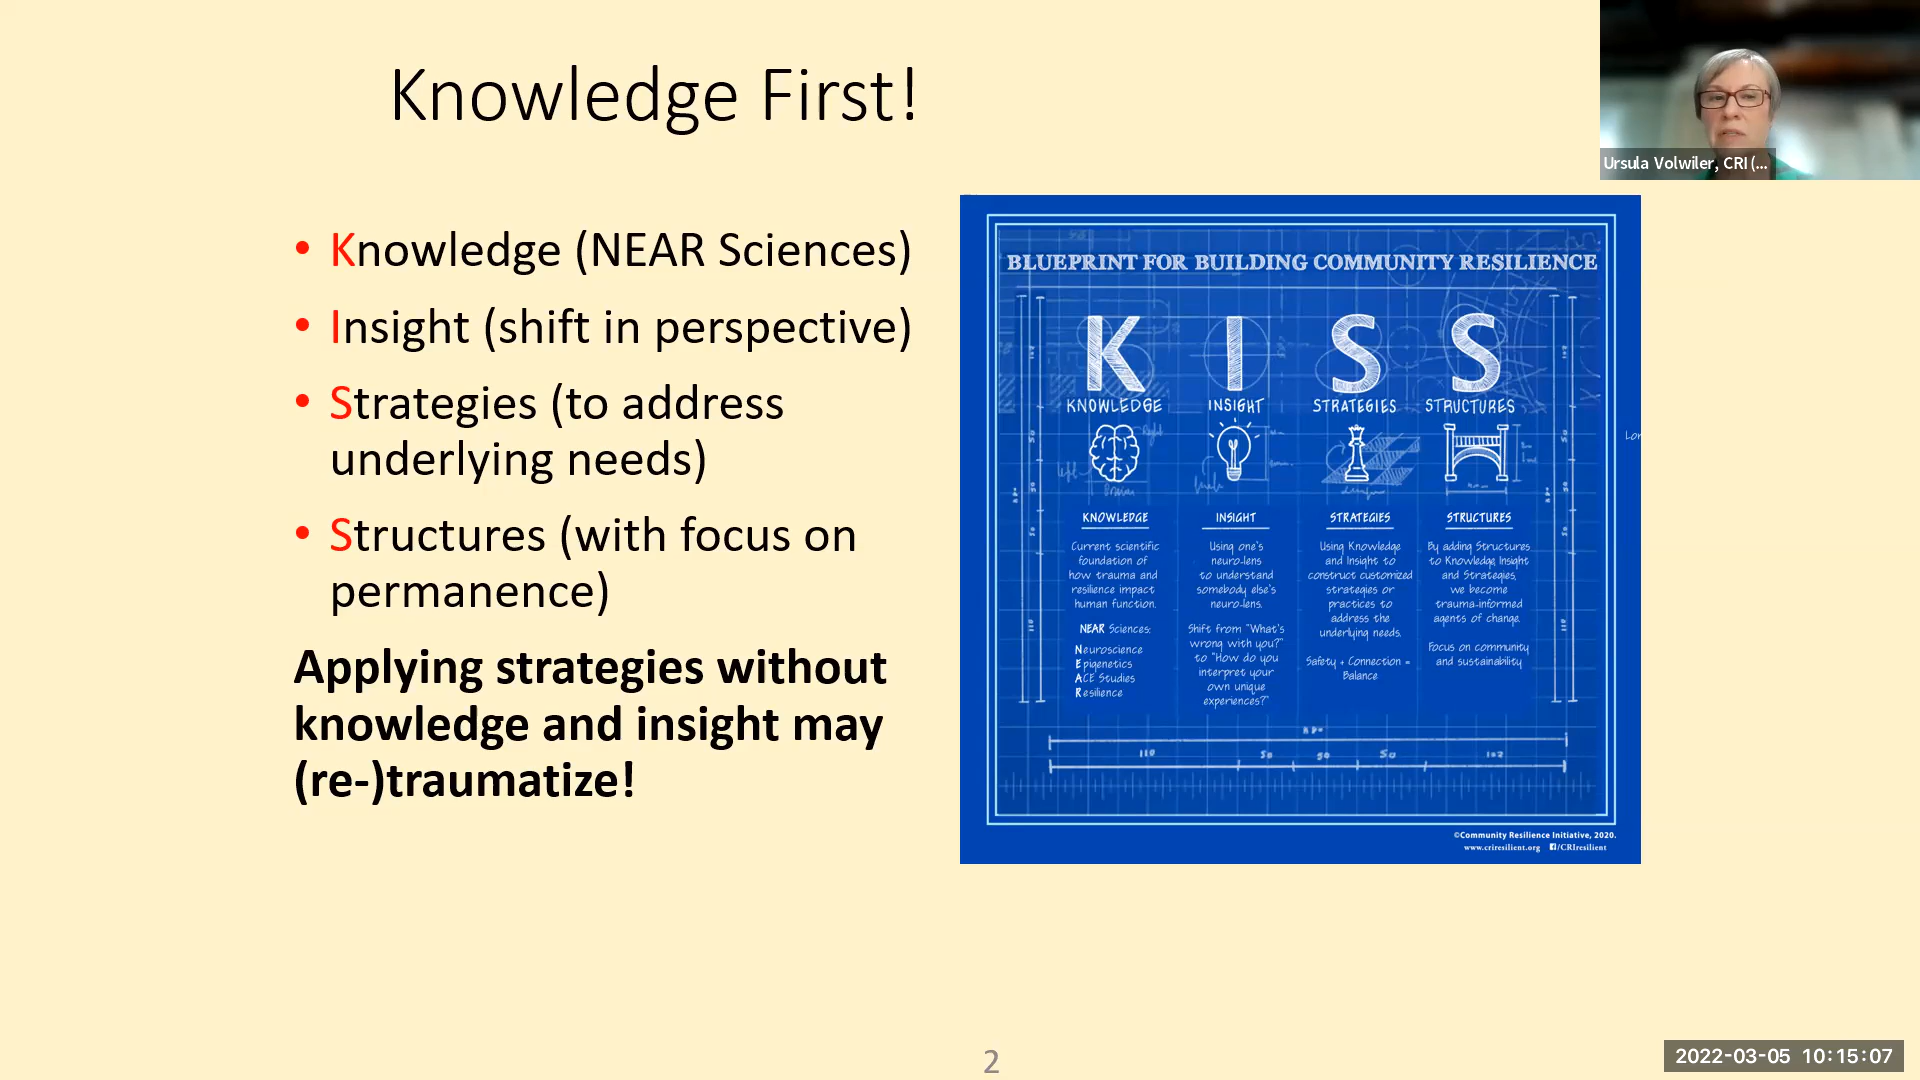 Knowledge First!
• Knowledge (NEAR Sciences)
• Insight (shift in perspective)
• Strategies (to address
underlying needs)
• Structures (with focus on
permanence)
Applying strategies without
knowledge and insight may
(re-)traumatize!
Ursula Volwiler, CRI (...
BLUEPRINT FOR BUILDING COMMUNITY RESILIENCE
K I S S
KNOWLEDGE INSIGHT STRATEGIES STRUCTURES
KNOWLEDGE
Current scientific
foundation of
how trauma and
resilience impact
human function.
NEAR Sciences:
Neuroscience
Epigenetics
ACE Studies
Resilience
INSIGHT
Using one's
neuro-lens
to understand
somebody else's
neuro-lens.
Shift from "What's
wrong with you?"
to "How do you
interpret your
own unique
experiences?"
STRATEGIES
Using Knowledge
and Insight to
construct customized
strategies or
practices to
address the
underlying needs.
Safety + Connection =
Balance
STRUCTURES
By adding Structures
to Knowledge, Insight
and Strategies,
we become
trauma-informed
agents of change.
Focus on community
and sustainability
110 50 50 50 102
©Community Resilience Initiative, 2020.
www.criresilient.org /CRIresilient
Lor
2
2022-03-05 10:15:07